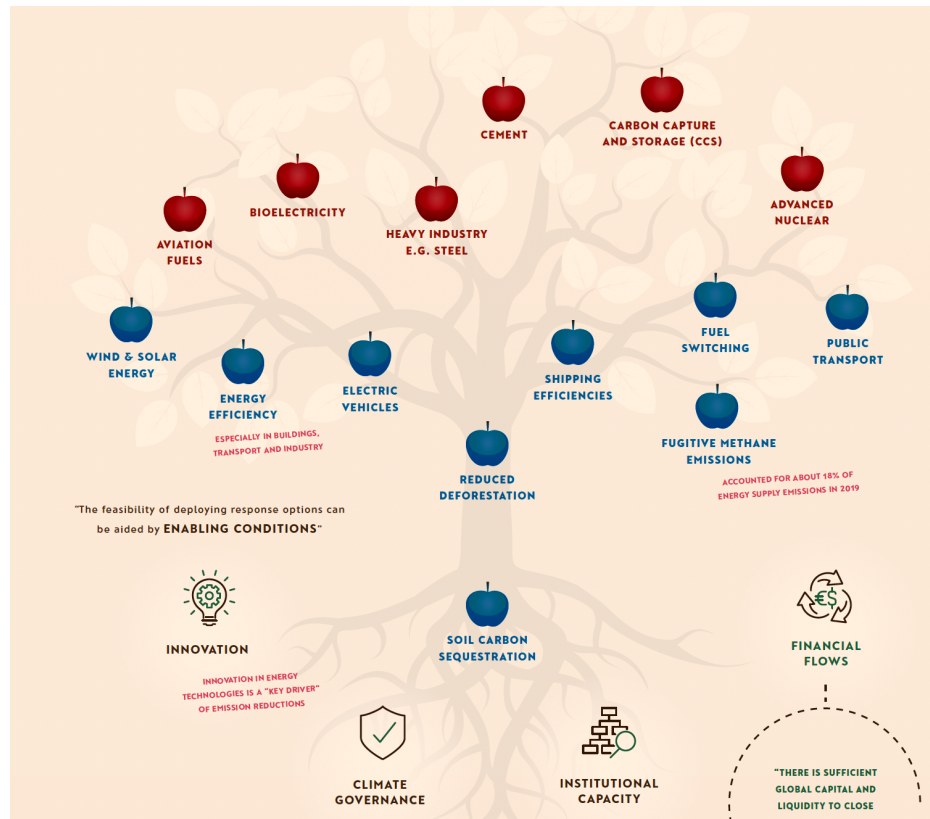 CEMENT
CARBON CAPTURE
AND STORAGE (CCS)
BIOELECTRICITY
AVIATION
FUELS
HEAVY INDUSTRY
E.G. STEEL
ADVANCED
NUCLEAR
WIND & SOLAR
ENERGY
ENERGY
EFFICIENCY
ESPECIALLY IN BUILDINGS,
TRANSPORT AND INDUSTRY
ELECTRIC
VEHICLES
SHIPPING
EFFICIENCIES
FUEL
SWITCHING
PUBLIC
TRANSPORT
FUGITIVE METHANE
EMISSIONS
ACCOUNTED FOR ABOUT 18% OF
ENERGY SUPPLY EMISSIONS IN 2019
REDUCED
DEFORESTATION
"The feasibility of deploying response options can
be aided by ENABLING CONDITIONS"
INNOVATION
INNOVATION IN ENERGY
TECHNOLOGIES IS A "KEY DRIVER"
OF EMISSION REDUCTIONS
SOIL CARBON
SEQUESTRATION
€$
FINANCIAL
FLOWS
CLIMATE
GOVERNANCE
INSTITUTIONAL
CAPACITY
"THERE IS SUFFICIENT
GLOBAL CAPITAL AND
LIQUIDITY TO CLOSE